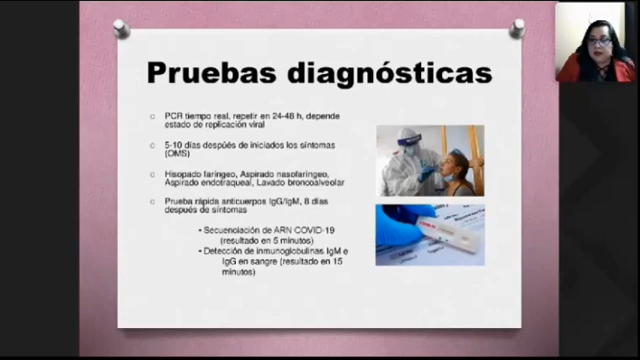 Pruebas diagnósticas
PCR tiempo real, repetir en 24-48 h, depende
estado de replicación viral
5-10 días despúés de iniciados los síntomas
(OMS)
Hisopado faríngeo, Aspirado nasofaríngeo,
Aspirado endotraqueal, Lavado broncoalveolar
Prueba rápida anticuerpos IgG/IgM, 8 días
después de síntomas
• Secuenciación de ARN COVID-19
(resultado en 5 minutos)
• Detección de inmunoglobulinas IgM e
IgG en sangre (resultado en 15
minutos)